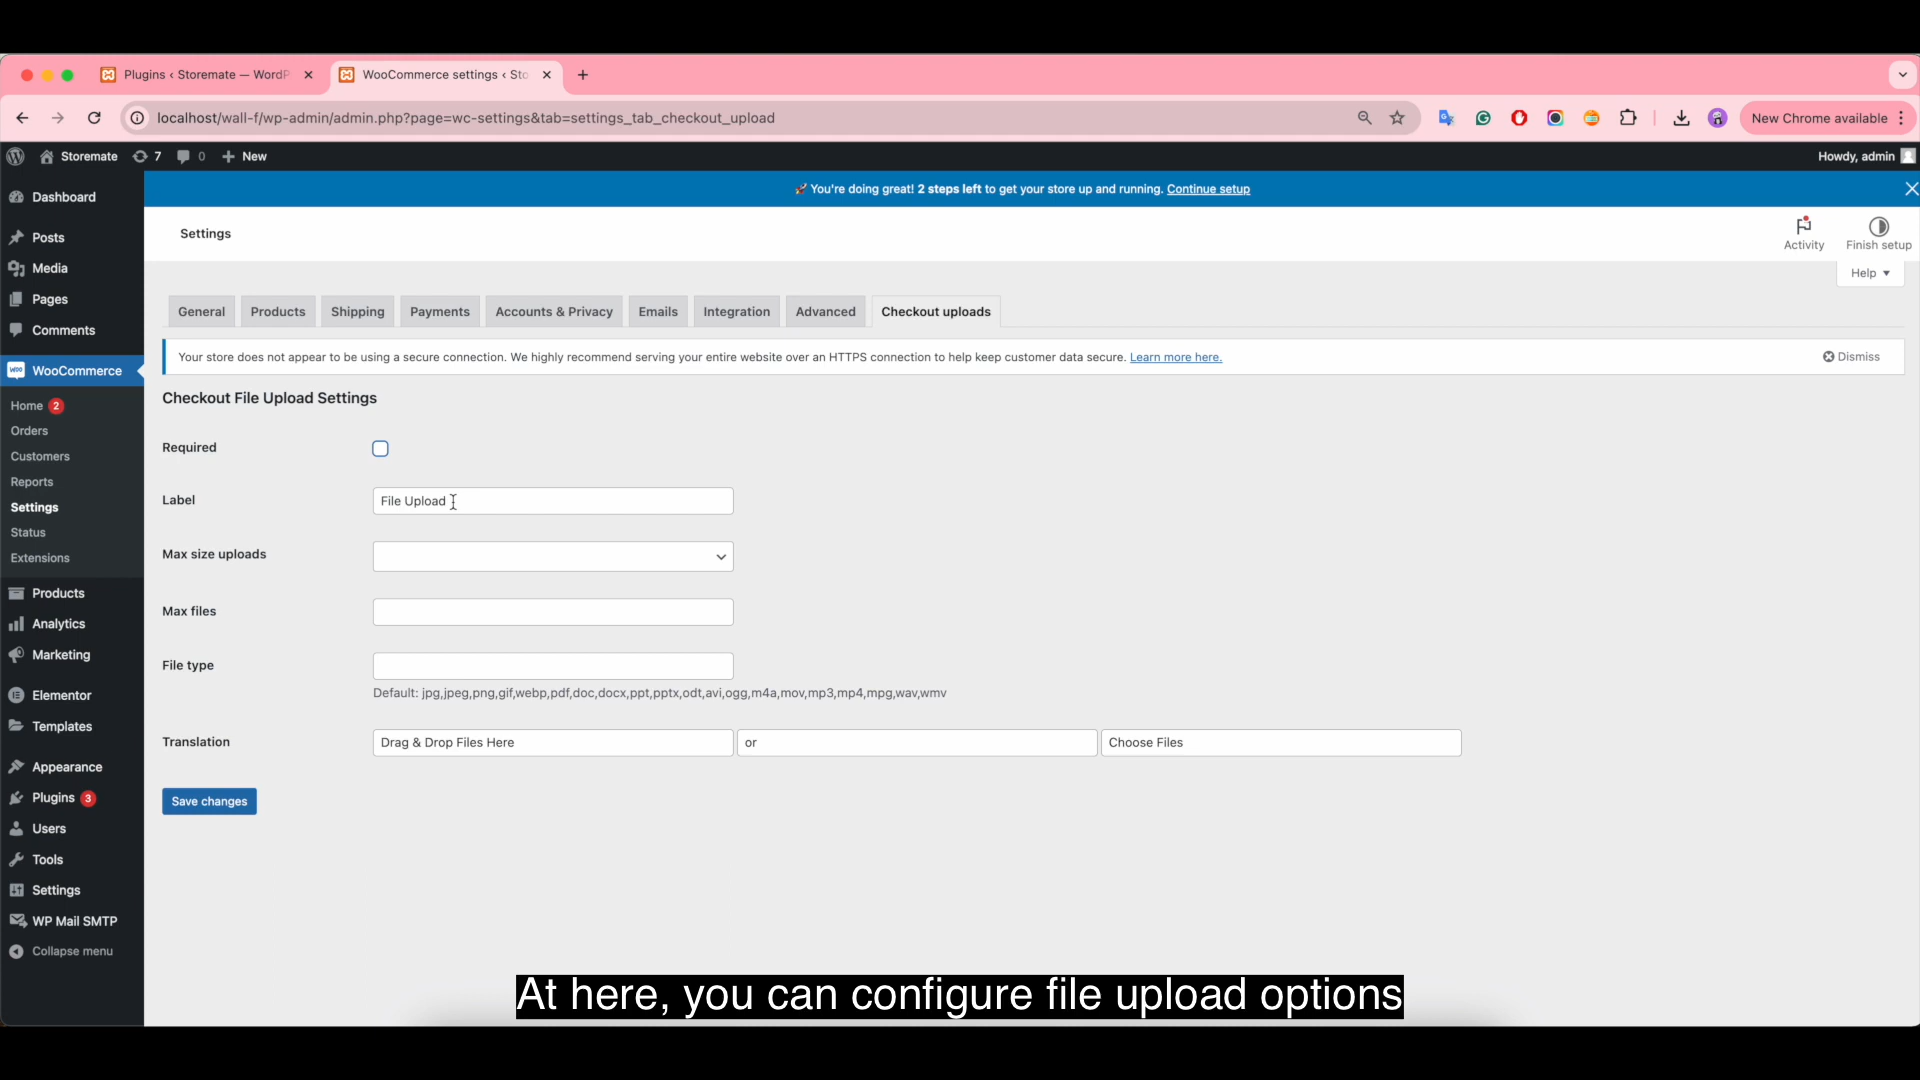 Plugins ‹ Storemate — WordP
WooCommerce settings ‹ Sto
localhost/wall-f/wp-admin/admin.php?page=wc-settings&tab=settings_tab_checkout_upload
New Chrome available
Storemate
7
0
New
Howdy, admin
🚀 You're doing great! 2 steps left to get your store up and running. Continue setup
Dashboard
Posts
Media
Pages
Comments
WooCommerce
Home 2
Orders
Customers
Reports
Settings
Status
Extensions
Products
Analytics
Marketing
Elementor
Templates
Appearance
Plugins 3
Users
Tools
Settings
WP Mail SMTP
Collapse menu
Settings
Activity
Finish setup
Help
General
Products
Shipping
Payments
Accounts & Privacy
Emails
Integration
Advanced
Checkout uploads
Your store does not appear to be using a secure connection. We highly recommend serving your entire website over an HTTPS connection to help keep customer data secure. Learn more here.
Dismiss
Checkout File Upload Settings
Required
Label
File Upload
Max size uploads
Max files
File type
Default: jpg,jpeg,png,gif,webp,pdf,doc,docx,ppt,pptx,odt,avi,ogg,m4a,mov,mp3,mp4,mpg,wav,wmv
Translation
Drag & Drop Files Here
or
Choose Files
Save changes
At here, you can configure file upload options